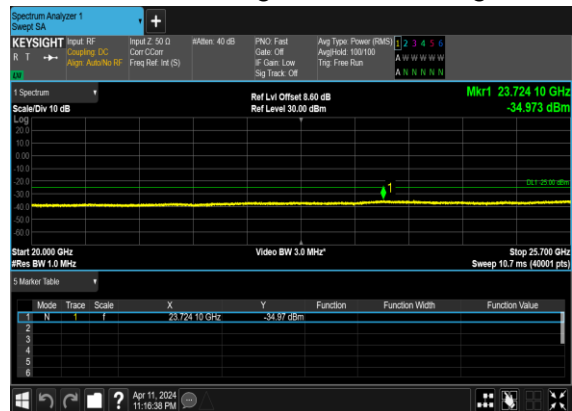 Spectrum Analyzer 1
Swept SA
+
KEYSIGHT Input: RF Input Z: 50 Ω #Atten: 40 dB PNO: Fast Avg Type: Power (RMS) 1 2 3 4 5 6
R T Coupling: DC Corr CCorr Gate: Off Avg|Hold: 100/100 A W W W W W
Align: Auto/No RF Freq Ref: Int (S) IF Gain: Low Trig: Free Run
Sig Track: Off A N N N N N
LXI
1 Spectrum Ref Lvl Offset 8.60 dB Mkr1 23.724 10 GHz
Scale/Div 10 dB Ref Level 30.00 dBm -34.973 dBm
Log
20.0
10.0
0.00
-10.0
-20.0 1 DL1 -25.00 dBm
-30.0
-40.0
-50.0
-60.0
Start 20.000 GHz Video BW 3.0 MHz* Stop 25.700 GHz
#Res BW 1.0 MHz Sweep 10.7 ms (40001 pts)
5 Marker Table
Mode Trace Scale X Y Function Function Width Function Value
1 N 1 f 23.724 10 GHz -34.97 dBm
2
3
4
5
6
? Apr 11, 2024
11:16:38 PM